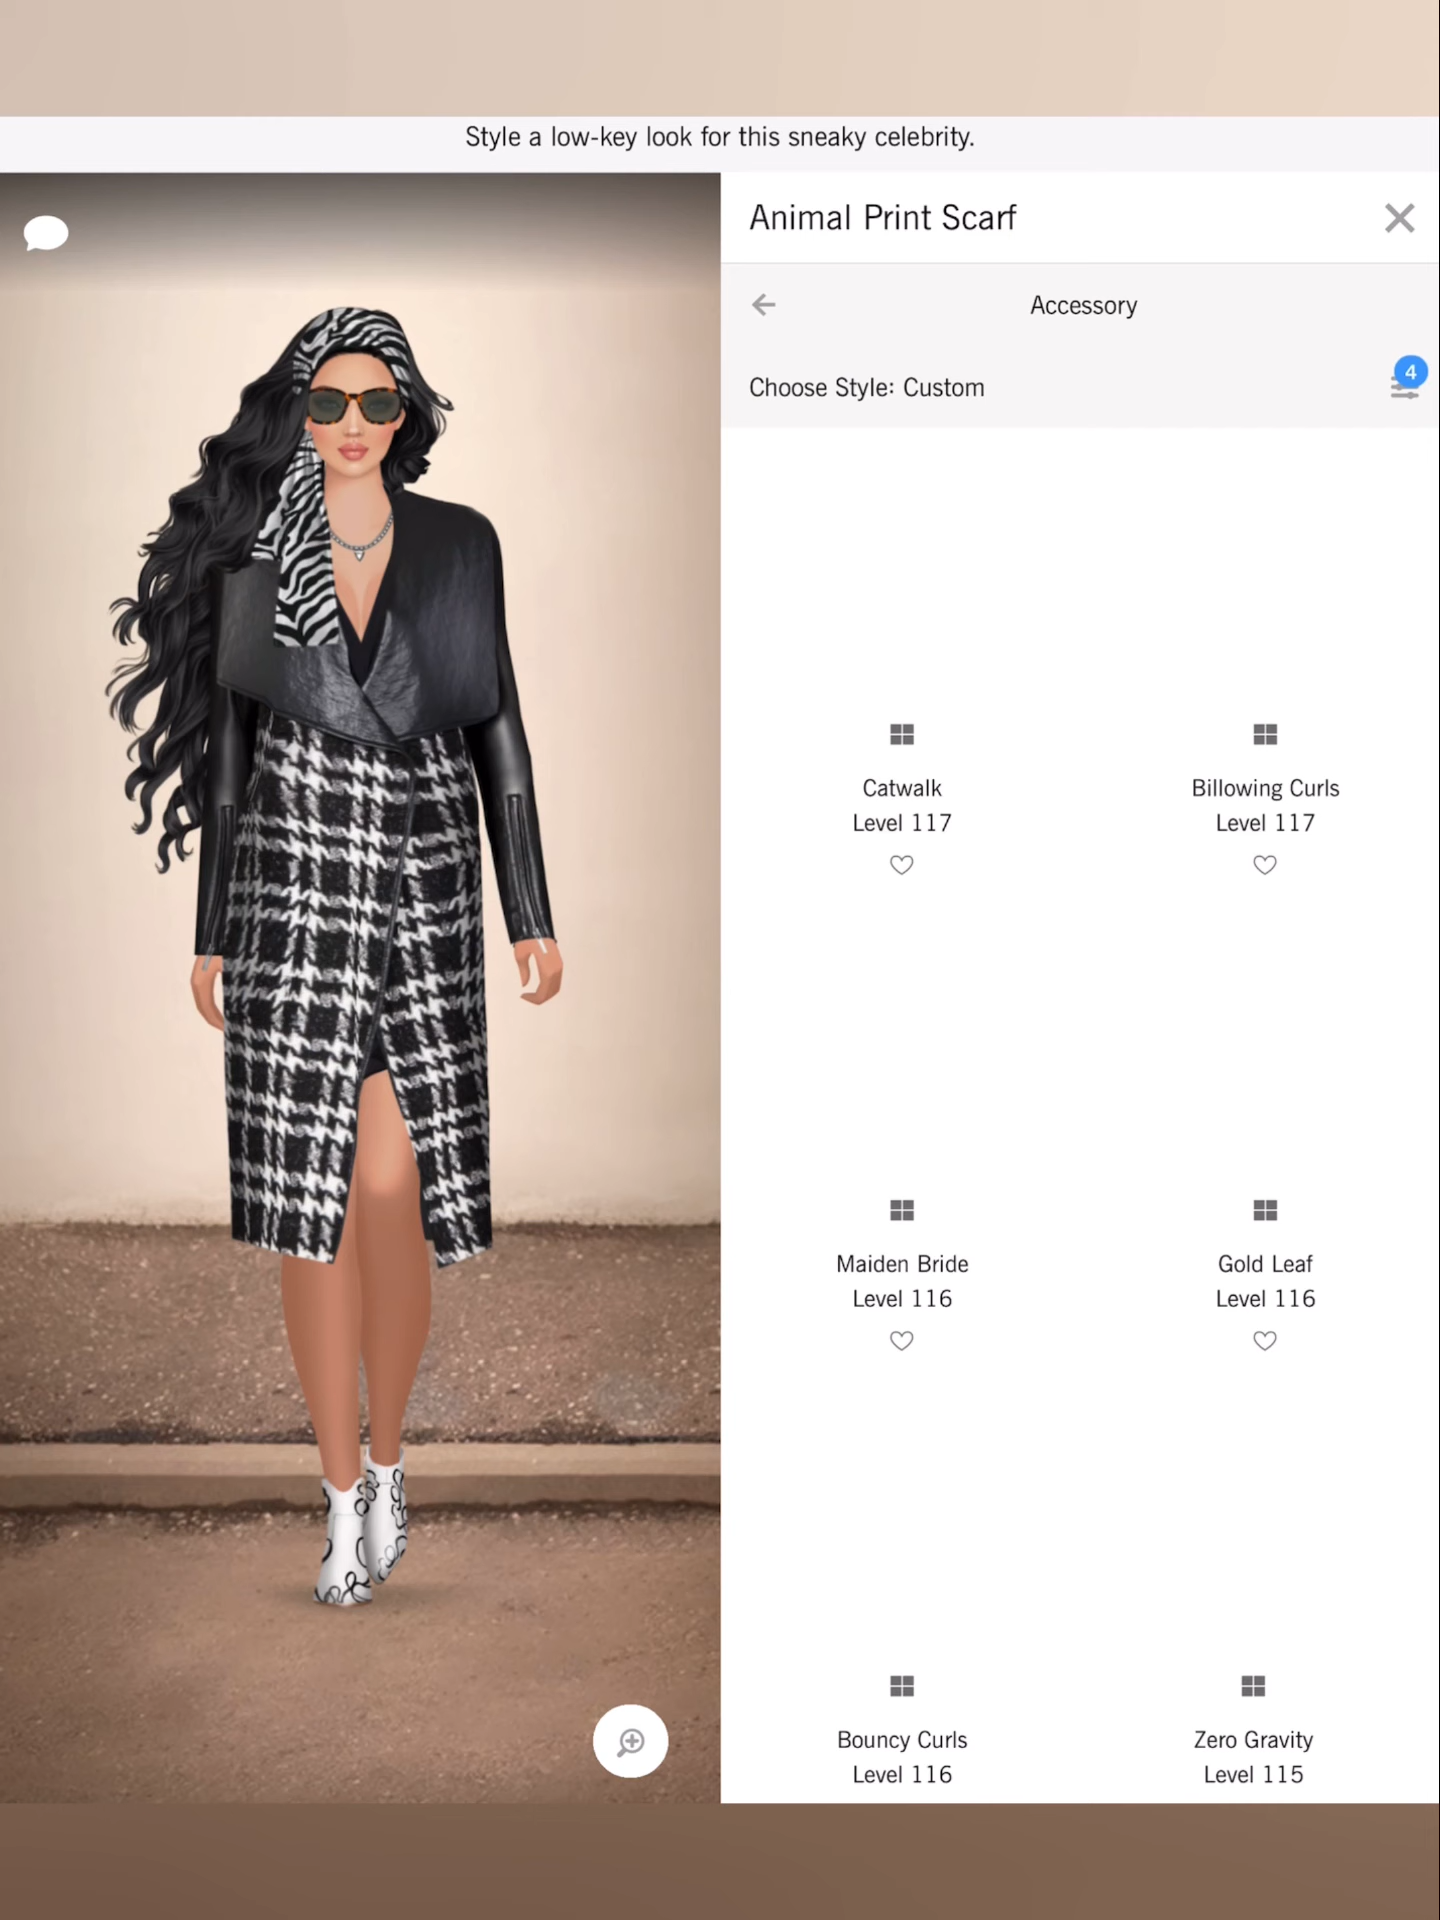 Style a low-key look for this sneaky celebrity.
Animal Print Scarf
Accessory
Choose Style: Custom
4
Catwalk
Level 117
Billowing Curls
Level 117
Maiden Bride
Level 116
Gold Leaf
Level 116
Bouncy Curls
Level 116
Zero Gravity
Level 115